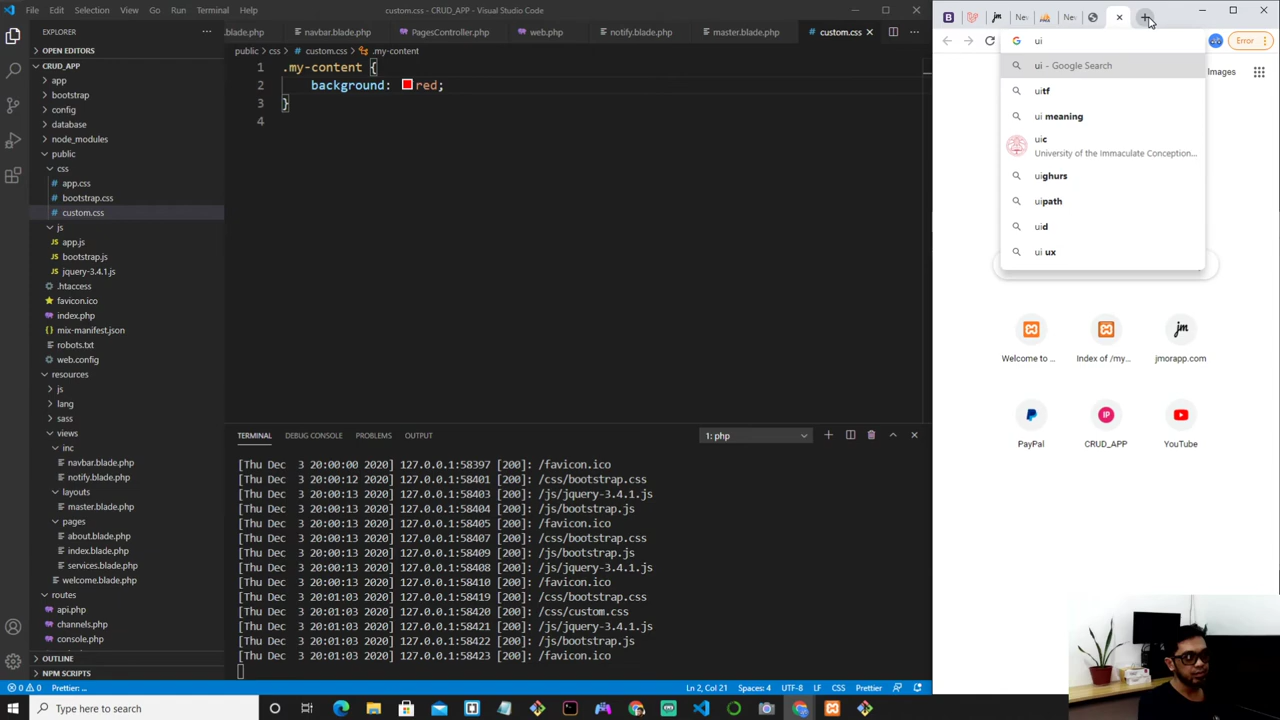 File Edit Selection View Go Run Terminal Help
custom.css - CRUD_APP - Visual Studio Code
EXPLORER
OPEN EDITORS
CRUD_APP
app
bootstrap
config
database
node_modules
public
css
app.css
bootstrap.css
custom.css
js
app.js
bootstrap.js
jquery-3.4.1.js
.htaccess
favicon.ico
index.php
mix-manifest.json
robots.txt
web.config
resources
js
lang
sass
views
inc
navbar.blade.php
notify.blade.php
layouts
master.blade.php
pages
about.blade.php
index.blade.php
services.blade.php
welcome.blade.php
routes
api.php
channels.php
console.php
OUTLINE
NPM SCRIPTS
.blade.php navbar.blade.php PagesController.php web.php notify.blade.php master.blade.php custom.css
public > css > custom.css > .my-content
1 .my-content {
2 background: red;
3 }
4
TERMINAL DEBUG CONSOLE PROBLEMS OUTPUT
1: php
[Thu Dec 3 20:00:00 2020] 127.0.0.1:58397 [200]: /favicon.ico
[Thu Dec 3 20:00:12 2020] 127.0.0.1:58401 [200]: /css/bootstrap.css
[Thu Dec 3 20:00:13 2020] 127.0.0.1:58403 [200]: /js/jquery-3.4.1.js
[Thu Dec 3 20:00:13 2020] 127.0.0.1:58404 [200]: /js/bootstrap.js
[Thu Dec 3 20:00:13 2020] 127.0.0.1:58405 [200]: /favicon.ico
[Thu Dec 3 20:00:13 2020] 127.0.0.1:58406 [200]: /css/bootstrap.css
[Thu Dec 3 20:00:13 2020] 127.0.0.1:58409 [200]: /js/bootstrap.js
[Thu Dec 3 20:00:13 2020] 127.0.0.1:58408 [200]: /js/jquery-3.4.1.js
[Thu Dec 3 20:00:13 2020] 127.0.0.1:58410 [200]: /favicon.ico
[Thu Dec 3 20:01:03 2020] 127.0.0.1:58419 [200]: /css/bootstrap.css
[Thu Dec 3 20:01:03 2020] 127.0.0.1:58420 [200]: /css/custom.css
[Thu Dec 3 20:01:03 2020] 127.0.0.1:58421 [200]: /js/jquery-3.4.1.js
[Thu Dec 3 20:01:03 2020] 127.0.0.1:58422 [200]: /js/bootstrap.js
[Thu Dec 3 20:01:03 2020] 127.0.0.1:58423 [200]: /favicon.ico
0 0 Prettier: ...
Ln 2, Col 21 Spaces: 4 UTF-8 LF CSS Prettier
jm Ne Ne
ui
Error
ui - Google Search
uitf
ui meaning
uic
University of the Immaculate Conception...
uighurs
uipath
uid
ui ux
Images
Welcome to ...
Index of /my...
jm
jmorapp.com
PayPal
IP
CRUD_APP
YouTube
Type here to search